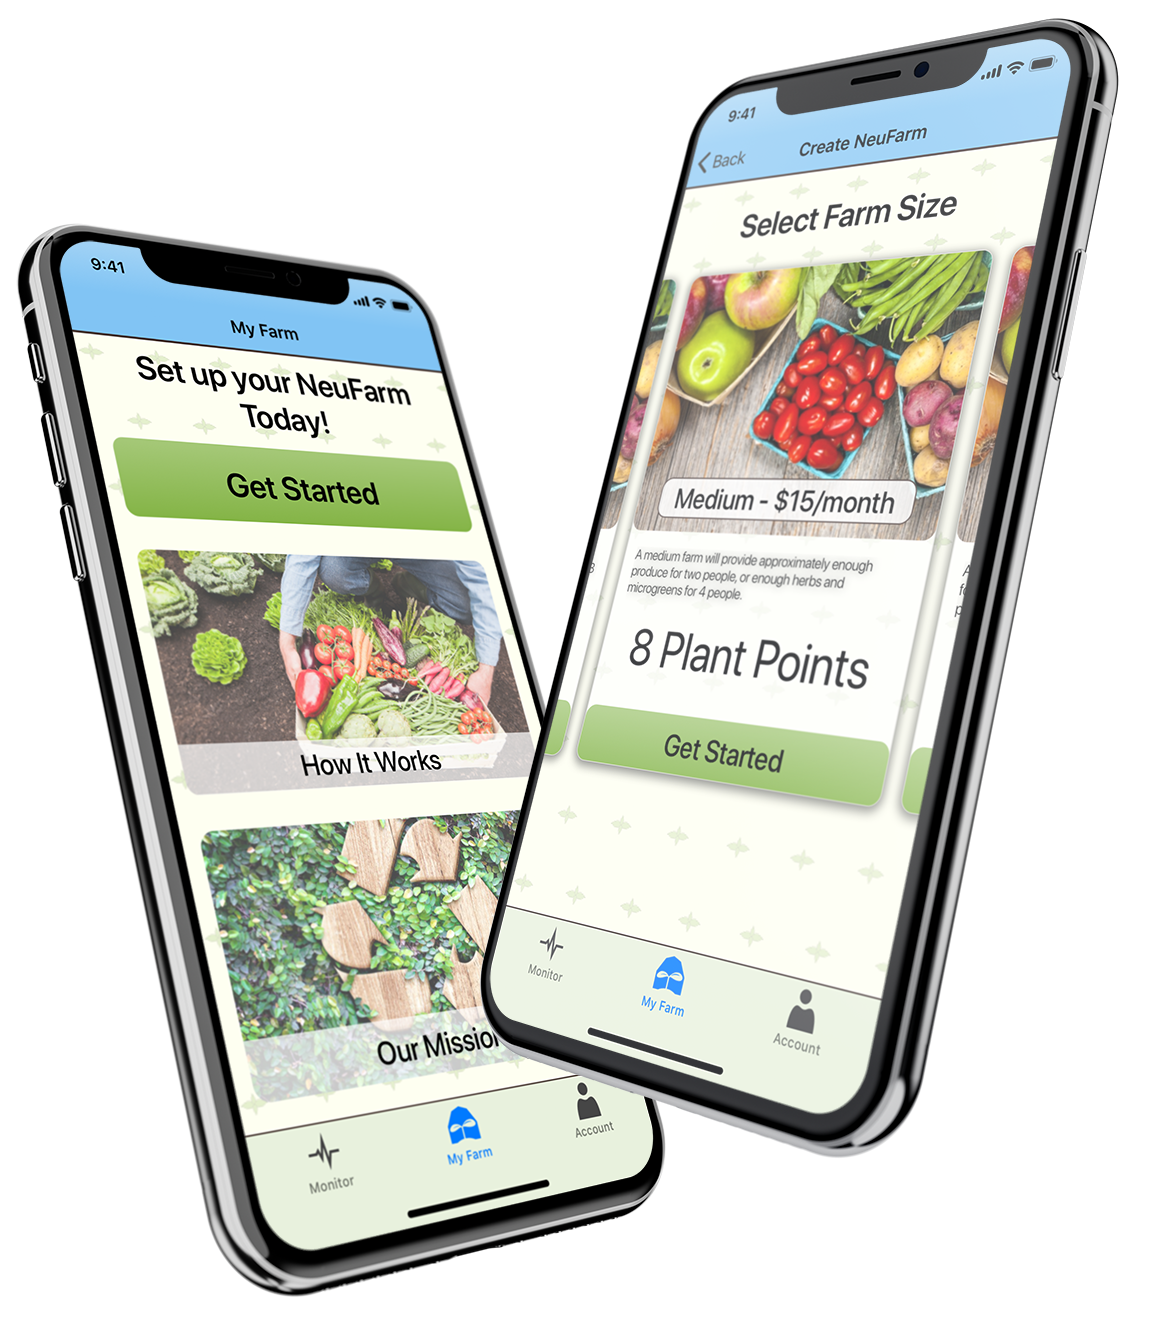 9:41
My Farm
Set up your NeuFarm
Today!
Get Started
How It Works
Our Mission
Monitor
My Farm
Account
9:41
Back
Create NeuFarm
Select Farm Size
Medium - $15/month
A medium farm will provide approximately enough
produce for two people, or enough herbs and
microgreens for 4 people.
8 Plant Points
Get Started
Monitor
My Farm
Account